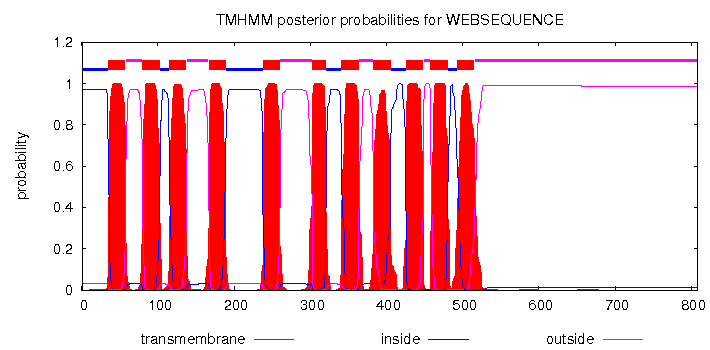 TMHMM posterior probabilities for WEBSEQUENCE
1.2
1
0.8
0.6
0.4
0.2
0
probability
0 100 200 300 400 500 600 700 800
transmembrane inside outside